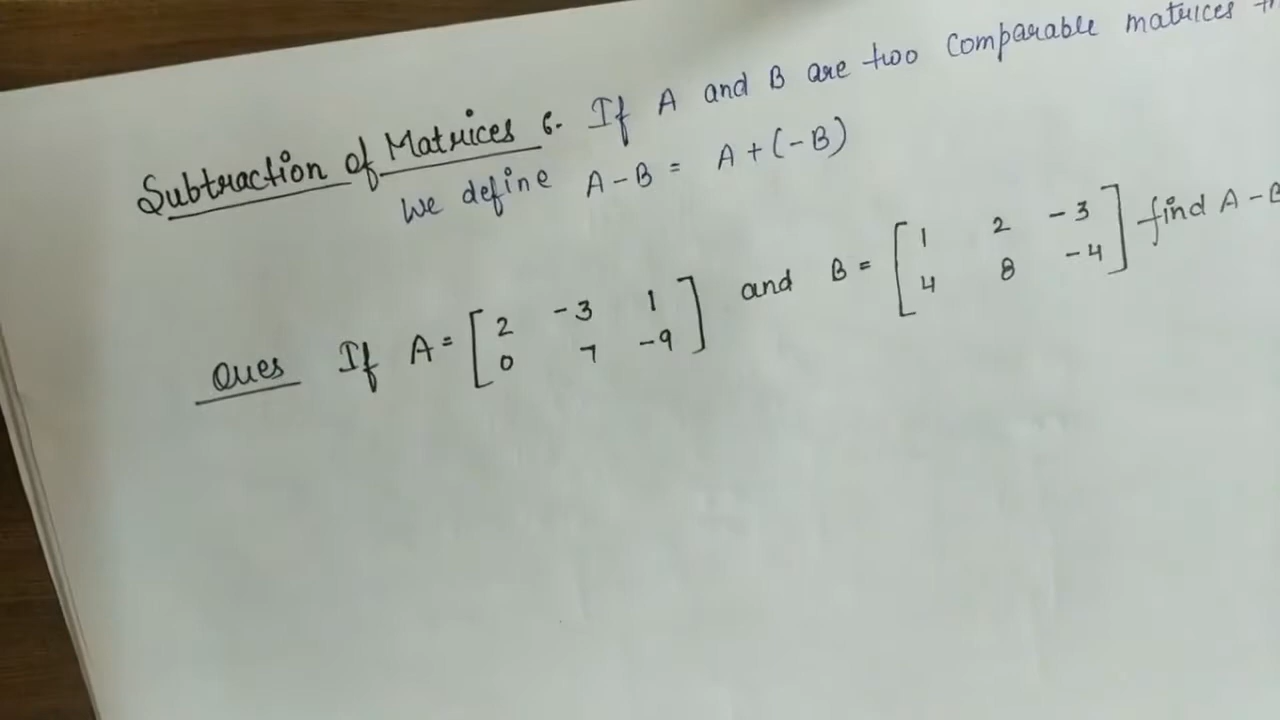 Subtraction of Matrices :- If A and B are two comparable matrices
We define A-B = A+(-B)
Ques If A = [2 -3 1 and B = [1 2 -3 find A-B
0 7 -9] 4 8 -4]